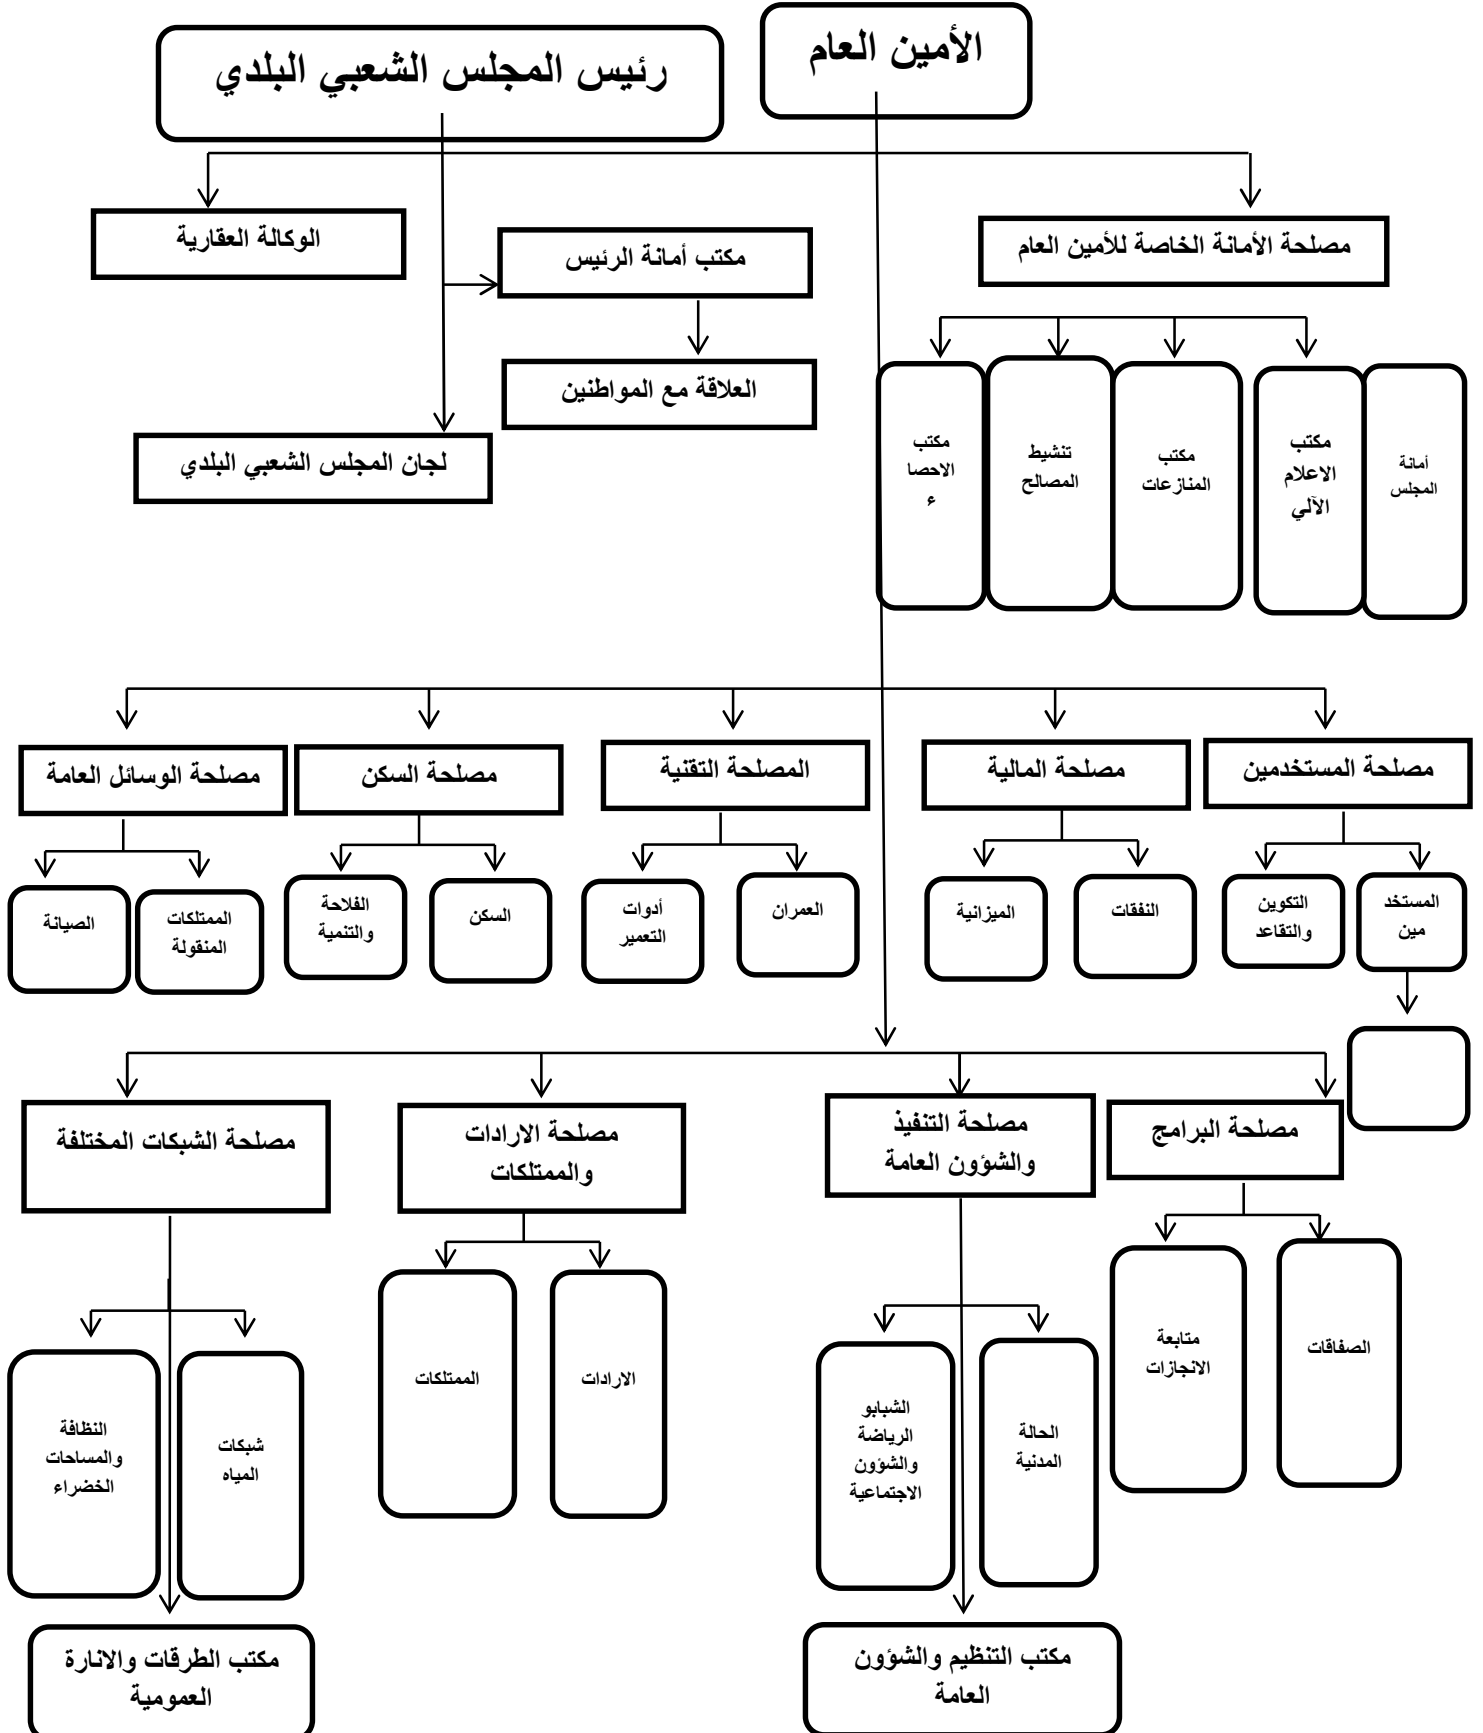 الأمين العام
رئيس المجلس الشعبي البلدي
مصلحة الأمانة الخاصة للأمين العام
مكتب أمانة الرئيس
الوكالة العقارية
العلاقة مع المواطنين
لجان المجلس الشعبي البلدي
أمانة
المجلس
مكتب
الاعلام
الآلي
مكتب
المنازعات
تنشيط
المصالح
مكتب
الاحصا
ء
مصلحة المستخدمين
مصلحة المالية
المصلحة التقنية
مصلحة السكن
مصلحة الوسائل العامة
المستخد
مين
التكوين
والتقاعد
النفقات
الميزانية
العمران
أدوات
التعمير
السكن
الفلاحة
والتنمية
الممتلكات
المنقولة
الصيانة
مصلحة البرامج
مصلحة التنفيذ
والشؤون العامة
مصلحة الارادات
والممتلكات
مصلحة الشبكات المختلفة
الصفاقات
متابعة
الانجازات
الحالة
المدنية
الشبابو
الرياضة
والشؤون
الاجتماعية
الارادات
الممتلكات
شبكات
المياه
النظافة
والمساحات
الخضراء
مكتب التنظيم والشؤون
العامة
مكتب الطرقات والانارة
العمومية